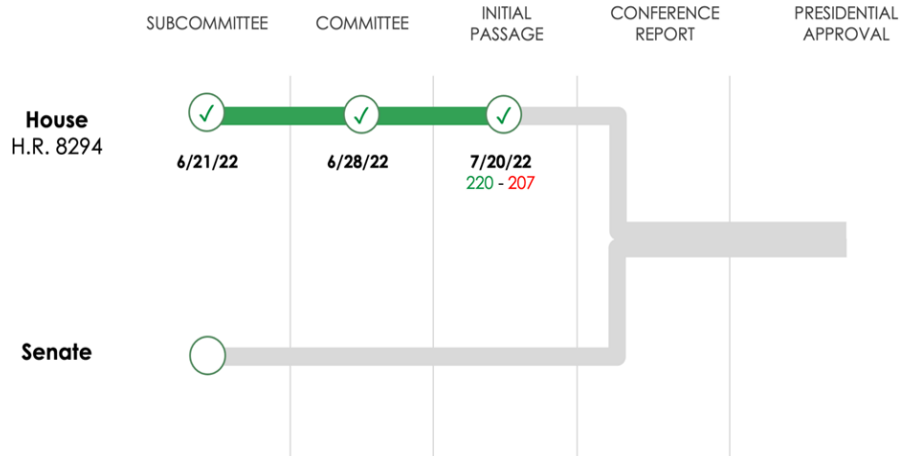 SUBCOMMITTEE
COMMITTEE
INITIAL
PASSAGE
CONFERENCE
REPORT
PRESIDENTIAL
APPROVAL
House
H.R. 8294
6/21/22
6/28/22
7/20/22
220 - 207
Senate